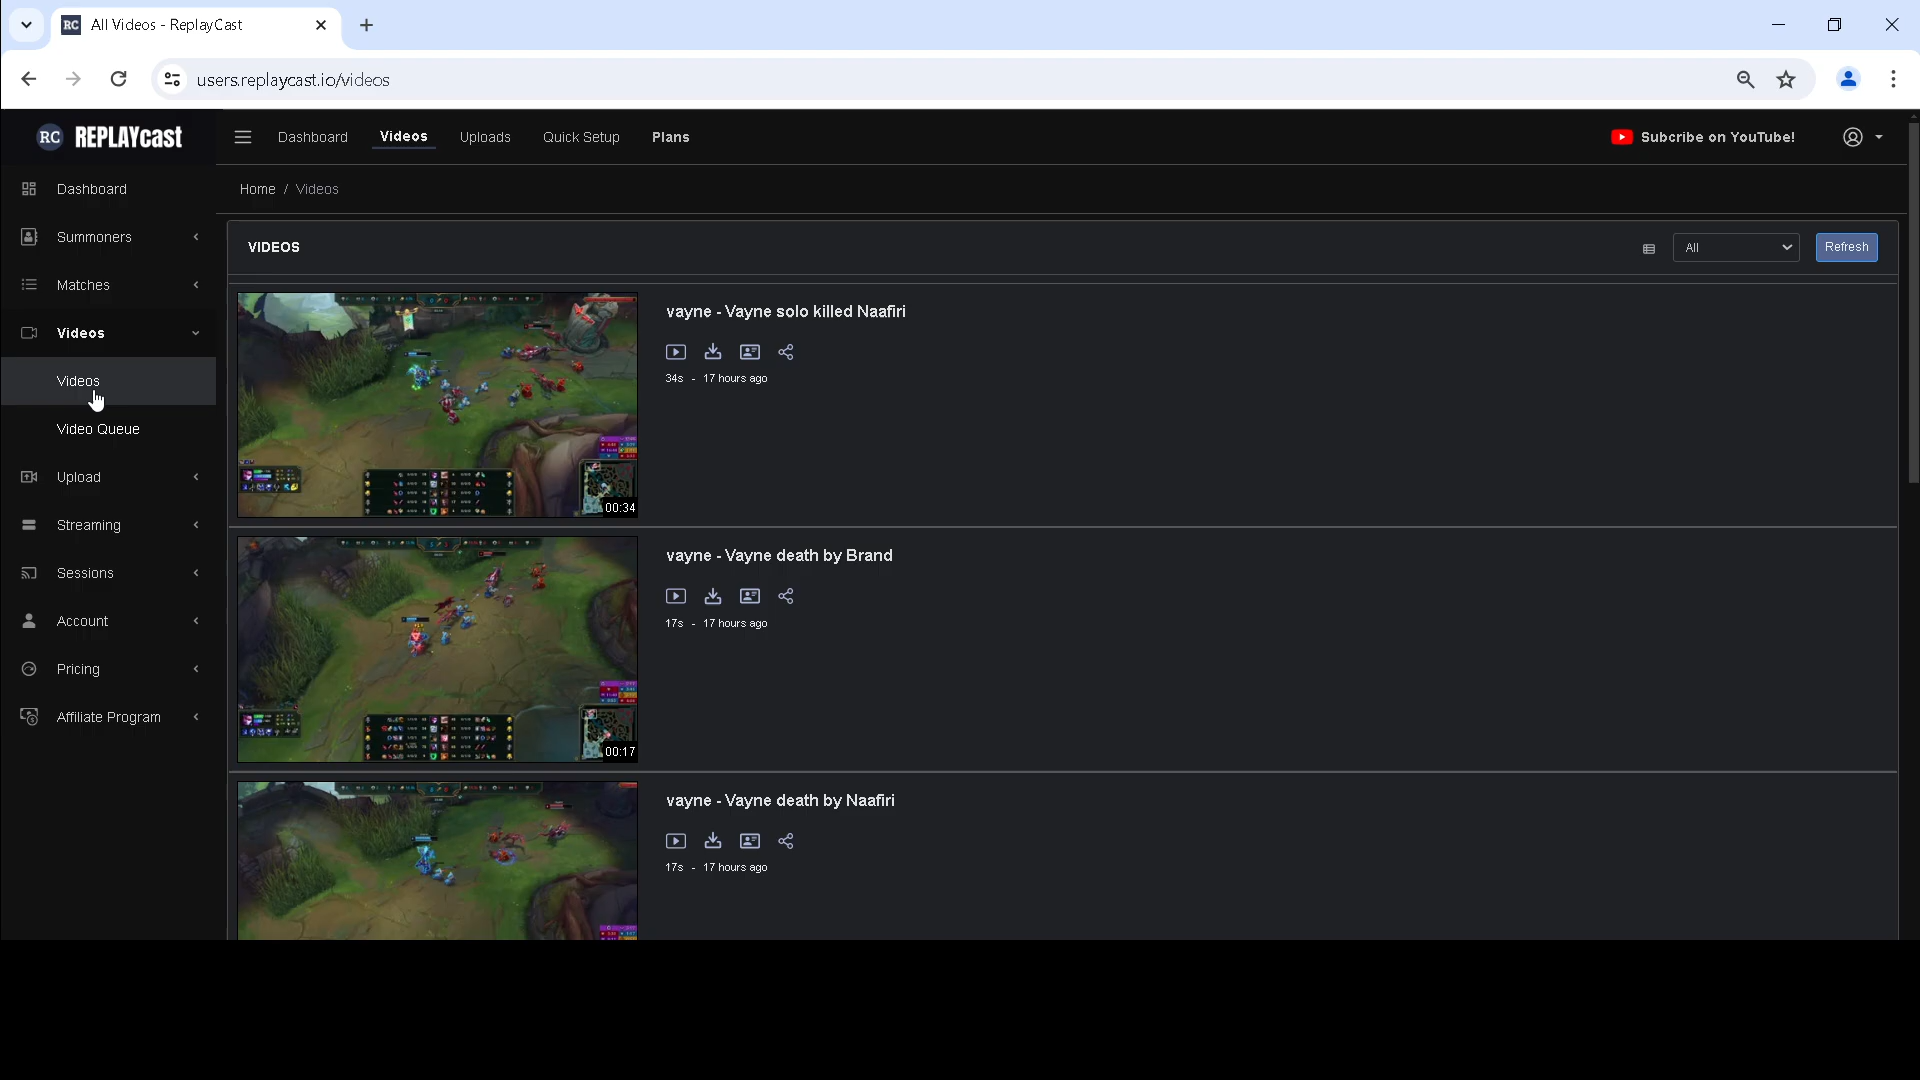 All Videos - ReplayCast
users.replaycast.io/videos
RC REPLAYcast
Dashboard
Videos
Uploads
Quick Setup
Plans
Subcribe on YouTube!
Dashboard
Summoners
Matches
Videos
Videos
Video Queue
Upload
Streaming
Sessions
Account
Pricing
Affiliate Program
Home / Videos
VIDEOS
All
Refresh
00:34
vayne - Vayne solo killed Naafiri
34s - 17 hours ago
00:17
vayne - Vayne death by Brand
17s - 17 hours ago
vayne - Vayne death by Naafiri
17s - 17 hours ago